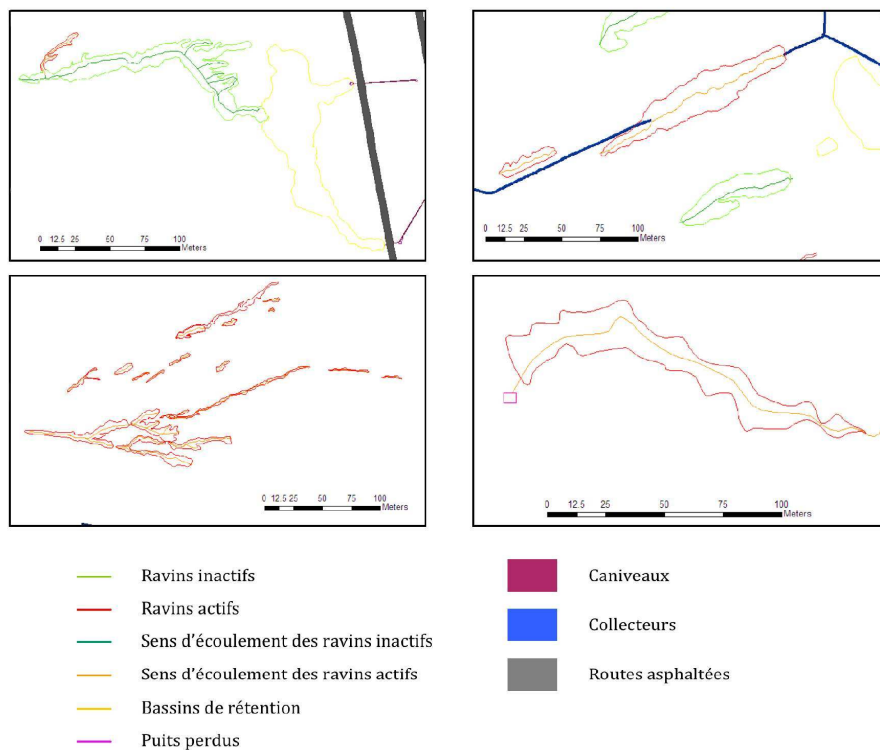 0 12.5 25 50 75 100
Meters
0 12.5 25 50 75 100
Meters
0 12.5 25 50 75 100
Meters
0 12.5 25 50 75 100
Meters
Ravins inactifs
Ravins actifs
Sens d'écoulement des ravins inactifs
Sens d'écoulement des ravins actifs
Bassins de rétention
Puits perdus
Caniveaux
Collecteurs
Routes asphaltées